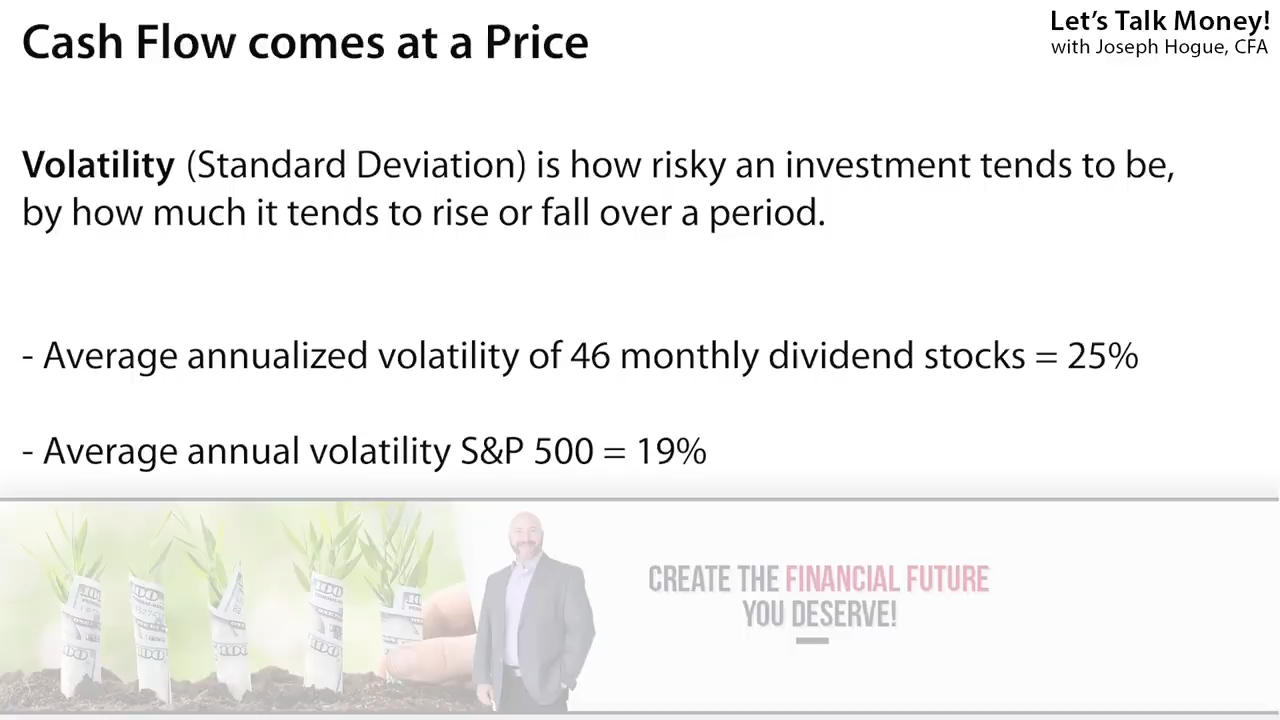 Cash Flow comes at a Price
Let's Talk Money!
with Joseph Hogue, CFA
Volatility (Standard Deviation) is how risky an investment tends to be,
by how much it tends to rise or fall over a period.
- Average annualized volatility of 46 monthly dividend stocks = 25%
- Average annual volatility S&P 500 = 19%
CREATE THE FINANCIAL FUTURE
YOU DESERVE!